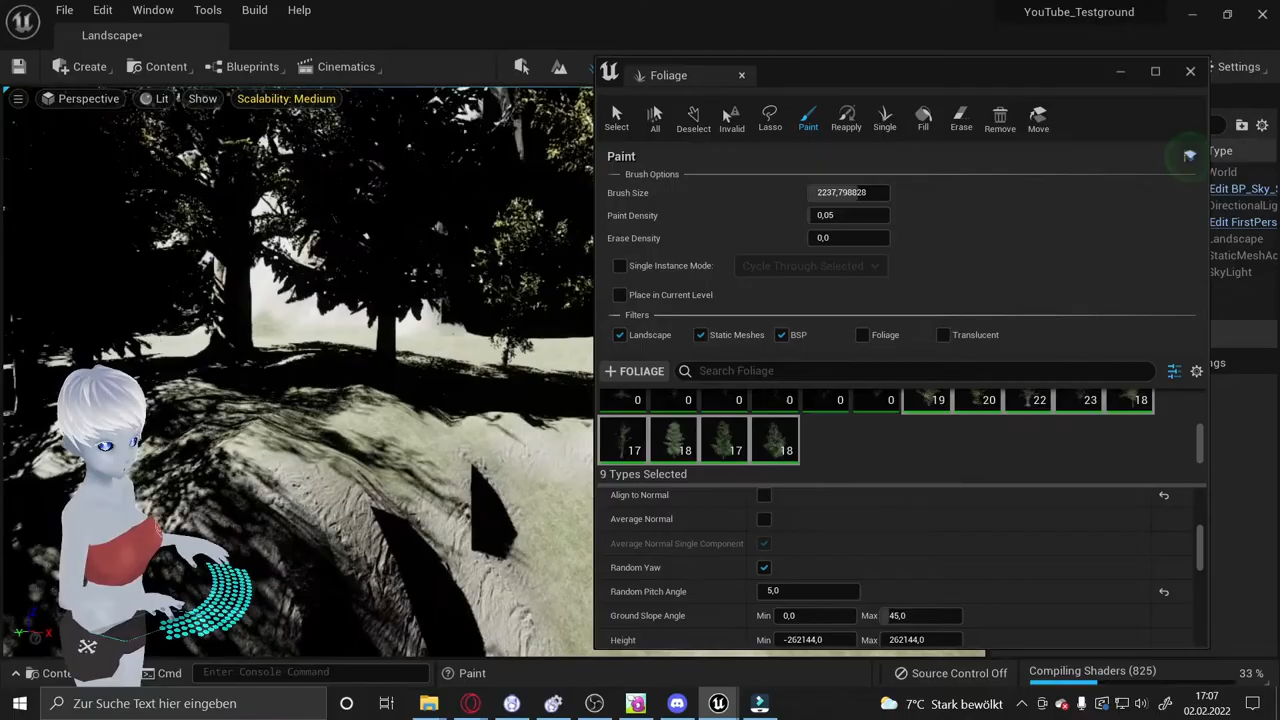 File Edit Window Tools Build Help
YouTube_Testground
Landscape*
Create Content Blueprints Cinematics
Settings
Perspective Lit Show Scalability: Medium
Foliage
Select All Deselect Invalid Lasso Paint Reapply Single Fill Erase Remove Move
Paint
Brush Options
Brush Size 2237,798828
Paint Density 0,05
Erase Density 0,0
Single Instance Mode: Cycle Through Selected
Place in Current Level
Filters
Landscape Static Meshes BSP Foliage Translucent
+ FOLIAGE Search Foliage
0 0 0 0 0 0 19 20 22 23 18
17 18 17 18
9 Types Selected
Align to Normal
Average Normal
Average Normal Single Component
Random Yaw
Random Pitch Angle 5,0
Ground Slope Angle Min 0,0 Max 45,0
Height Min -262144,0 Max 262144,0
Type
World
Edit BP_Sky_
DirectionalLig
Edit FirstPers
Landscape
StaticMeshAc
SkyLight
ngs
Z
Y X
Conte Cmd Enter Console Command Paint Source Control Off Compiling Shaders (825) 33 %
Zur Suche Text hier eingeben
7°C Stark bewölkt
17:07
02.02.2022